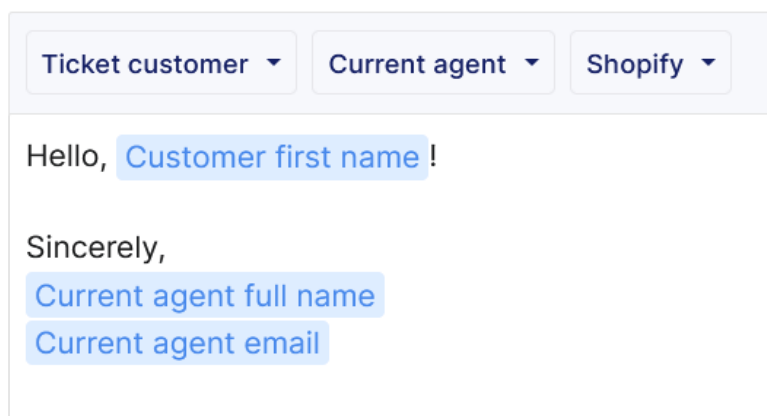 Ticket customer Current agent Shopify
Hello, Customer first name!
Sincerely,
Current agent full name
Current agent email